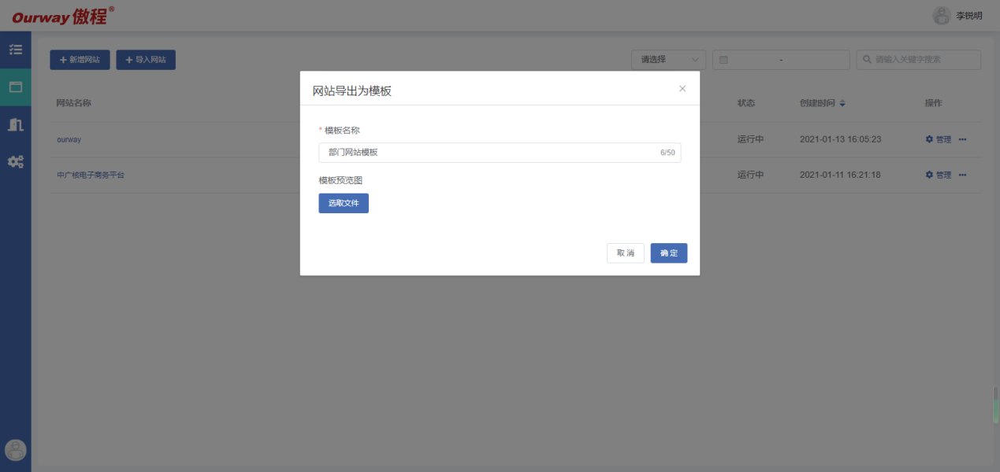 Ourway 傲程®
李锐明
新增网站
导入网站
请选择
-
请输入关键字搜索
网站导出为模板
网站名称
状态
创建时间
操作
* 模板名称
ourway
运行中
2021-01-13 16:05:23
管理
部门网站模板
6/50
中广核电子商务平台
运行中
2021-01-11 16:21:18
管理
模板预览图
选取文件
取消
确定